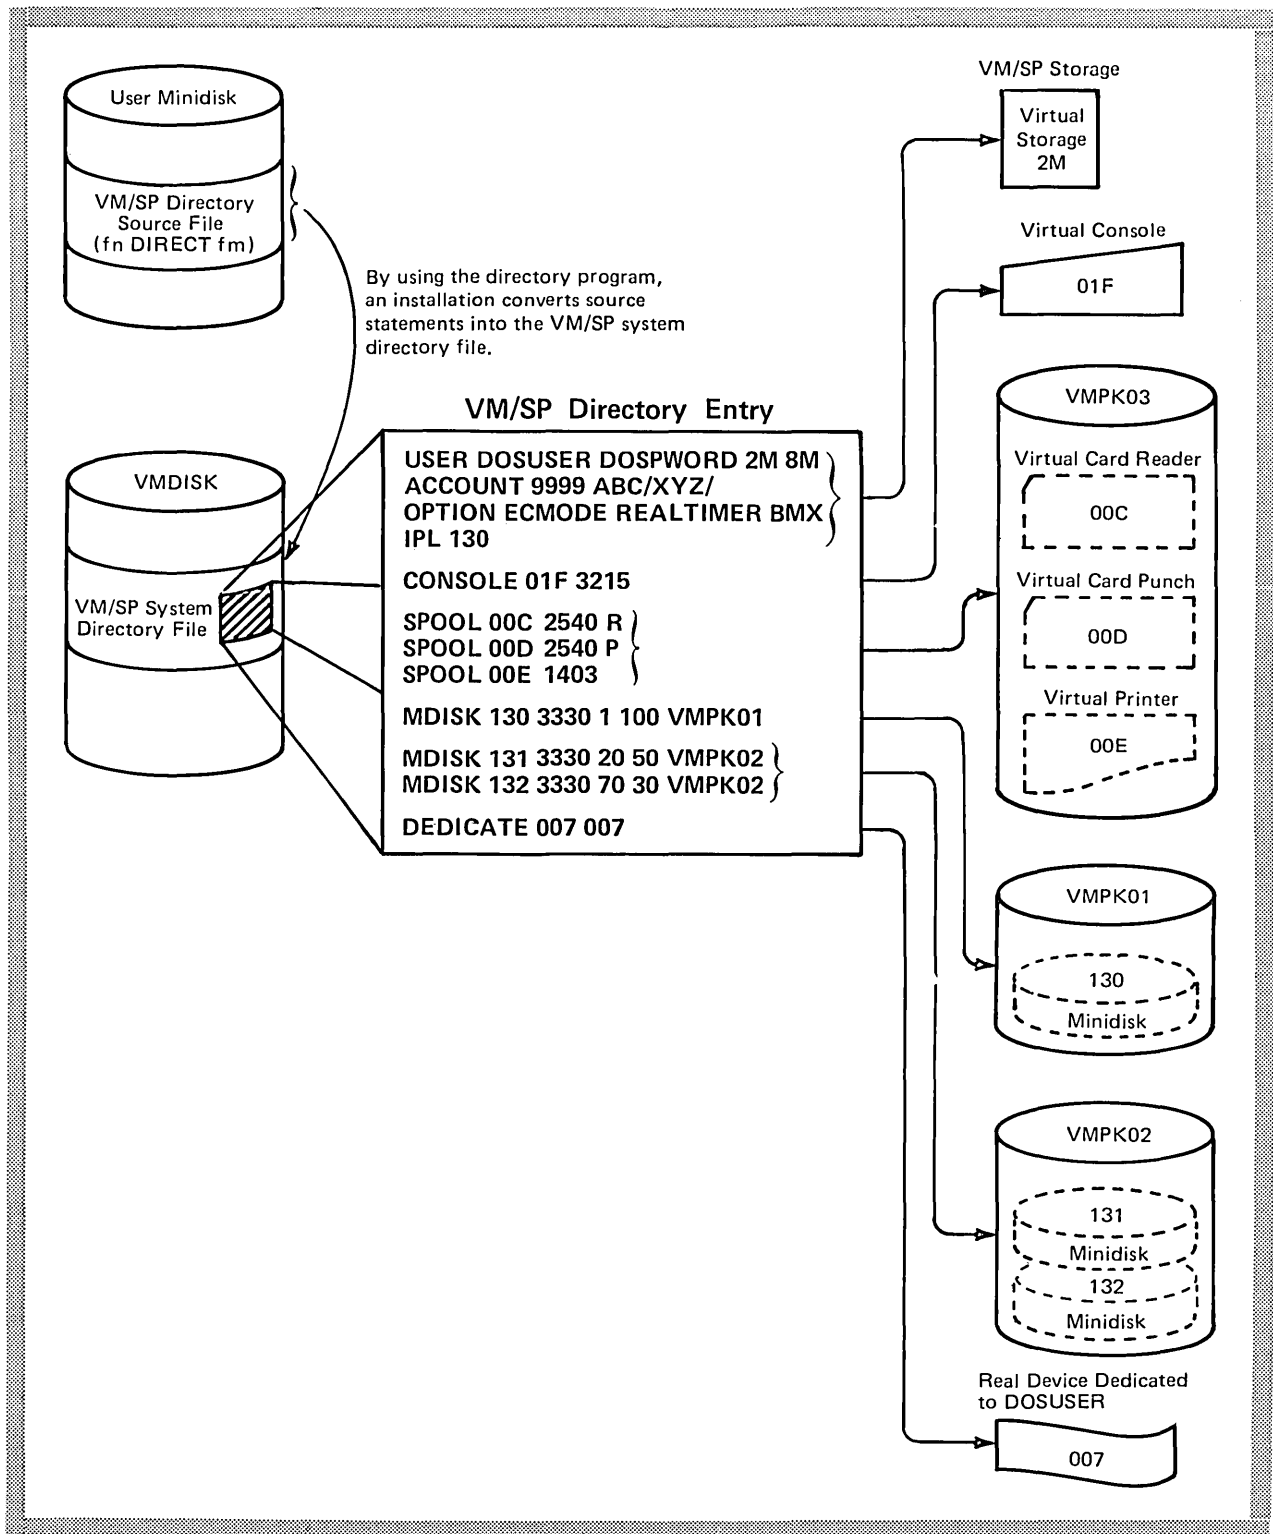 User Minidisk
VM/SP Directory
Source File
(fn DIRECT fm)
By using the directory program,
an installation converts source
statements into the VM/SP system
directory file.
VMDISK
VM/SP System
Directory File
VM/SP Directory Entry
USER DOSUSER DOSPWORD 2M 8M
ACCOUNT 9999 ABC/XYZ/
OPTION ECMODE REALTIMER BMX
IPL 130
CONSOLE 01F 3215
SPOOL 00C 2540 R
SPOOL 00D 2540 P
SPOOL 00E 1403
MDISK 130 3330 1 100 VMPK01
MDISK 131 3330 20 50 VMPK02
MDISK 132 3330 70 30 VMPK02
DEDICATE 007 007
VM/SP Storage
Virtual
Storage
2M
Virtual Console
01F
VMPK03
Virtual Card Reader
00C
Virtual Card Punch
00D
Virtual Printer
00E
VMPK01
130
Minidisk
VMPK02
131
Minidisk
132
Minidisk
Real Device Dedicated
to DOSUSER
007